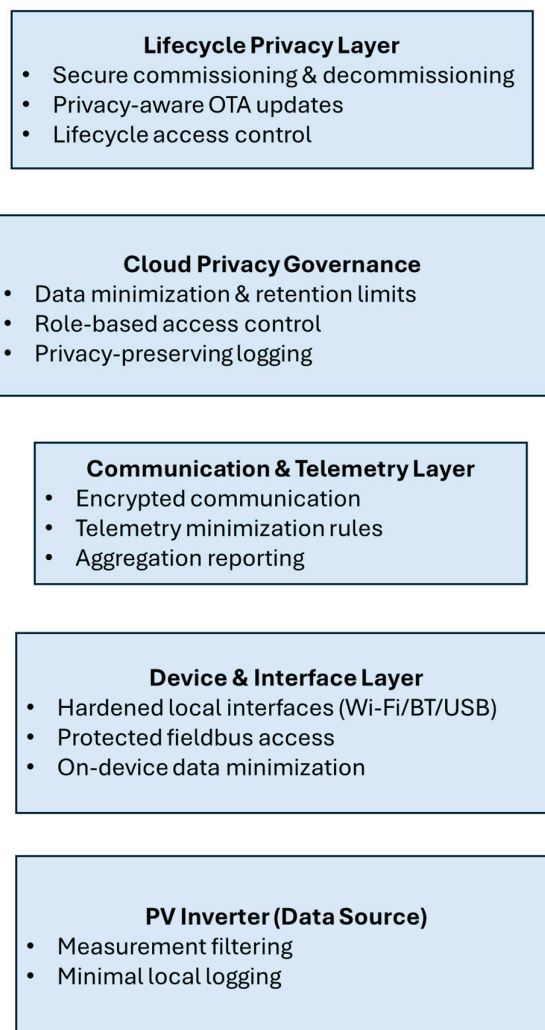 Lifecycle Privacy Layer
• Secure commissioning & decommissioning
• Privacy-aware OTA updates
• Lifecycle access control
Cloud Privacy Governance
• Data minimization & retention limits
• Role-based access control
• Privacy-preserving logging
Communication & Telemetry Layer
• Encrypted communication
• Telemetry minimization rules
• Aggregation reporting
Device & Interface Layer
• Hardened local interfaces (Wi-Fi/BT/USB)
• Protected fieldbus access
• On-device data minimization
PV Inverter (Data Source)
• Measurement filtering
• Minimal local logging